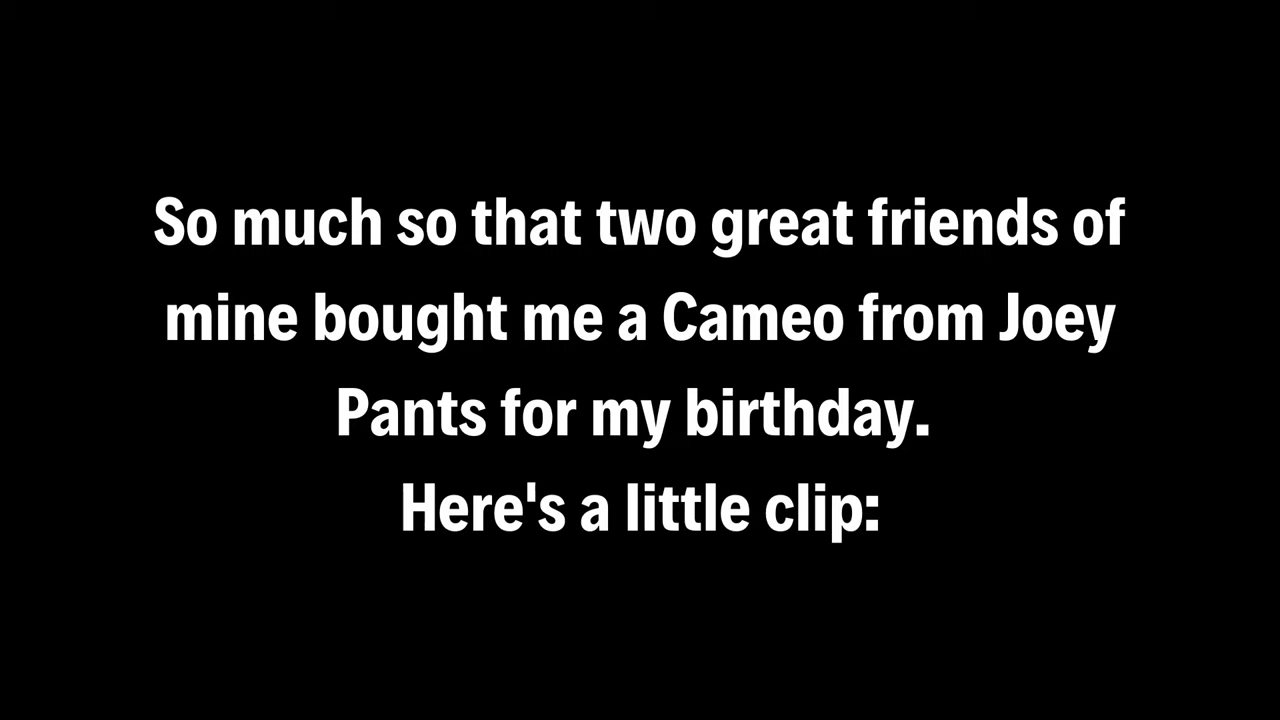 So much so that two great friends of
mine bought me a Cameo from Joey
Pants for my birthday.
Here's a little clip: